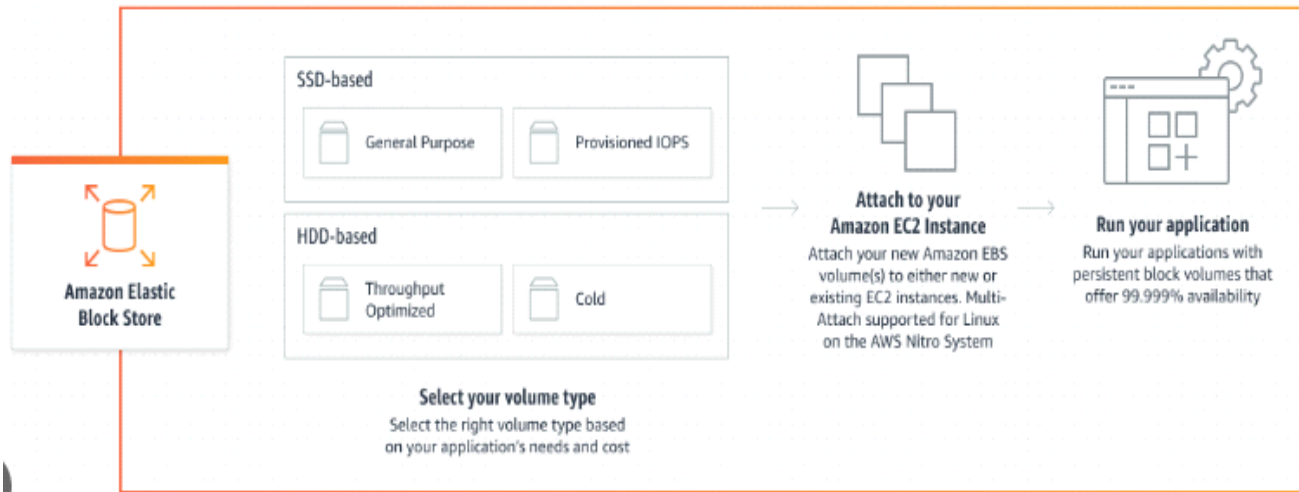 Amazon Elastic
Block Store
SSD-based
General Purpose
Provisioned IOPS
HDD-based
Throughput
Optimized
Cold
Select your volume type
Select the right volume type based
on your application's needs and cost
Attach to your
Amazon EC2 Instance
Attach your new Amazon EBS
volume(s) to either new or
existing EC2 instances. Multi-
Attach supported for Linux
on the AWS Nitro System
Run your application
Run your applications with
persistent block volumes that
offer 99.999% availability